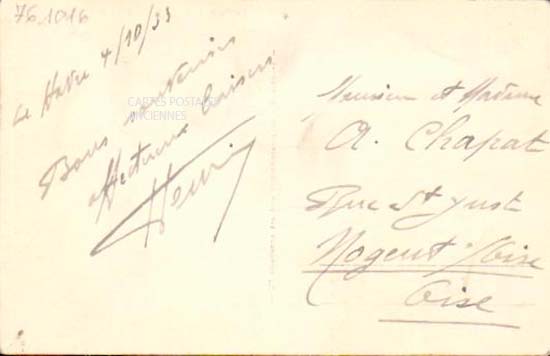 76.1016
Le Havre 4/10/33
Bons souvenirs
affectueux baisers
Henri
CARTES POSTALES
ANCIENNES
Monsieur et Madame
A. Chapat
Rue St Just
Nogent s/Oise
Oise